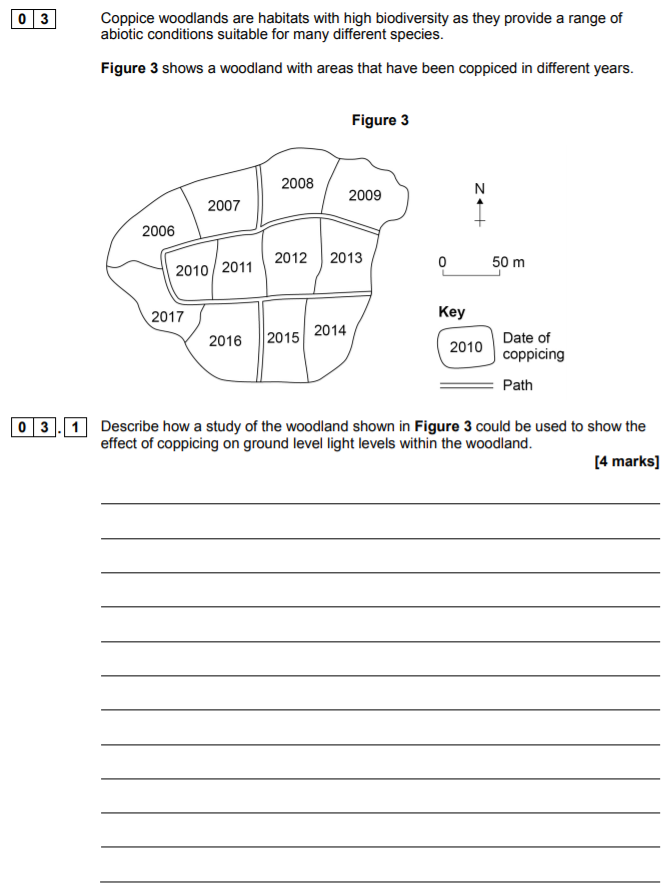 0 3 Coppice woodlands are habitats with high biodiversity as they provide a range of
abiotic conditions suitable for many different species.
Figure 3 shows a woodland with areas that have been coppiced in different years.
Figure 3
2008
2009
2007
2006
N
2012
2013
2010
2011
0 50 m
2017
2016
2015
2014
Key
2010
Date of
coppicing
Path
0 3 . 1 Describe how a study of the woodland shown in Figure 3 could be used to show the
effect of coppicing on ground level light levels within the woodland.
[4 marks]